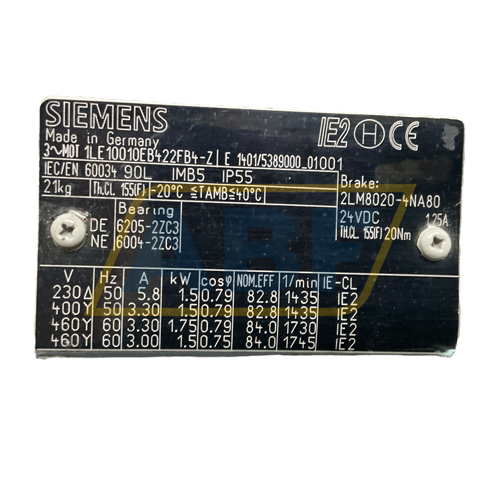 SIEMENS IE2 H CE
Made in Germany
3~MOT 1LE10010EB422FB4-Z E 1401/5389000_01001
IEC/EN 60034 90L IMB5 IP55
21kg Th.CL. 155(F) -20°C ≤TAMB≤40°C
Brake:
2LM8020-4NA80
24VDC 1.25A
Th.CL. 155(F) 20Nm
Bearing
DE 6205-2ZC3
NE 6004-2ZC3
V Hz A kW cosφ NOM.EFF 1/min IE-CL
230Δ 50 5.8 1.5 0.79 82.8 1435 IE2
400Y 50 3.30 1.5 0.79 82.8 1435 IE2
460Y 60 3.30 1.75 0.79 84.0 1730 IE2
460Y 60 3.00 1.5 0.75 84.0 1745 IE2